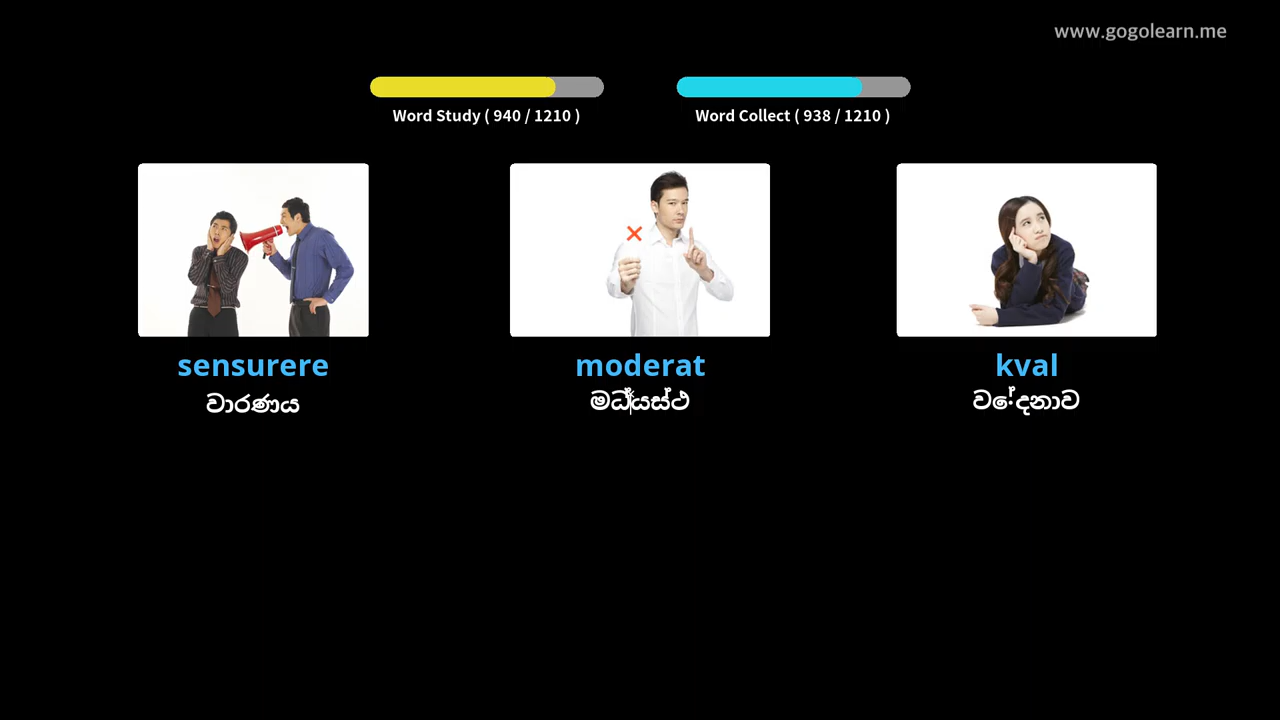 www.gogolearn.me
Word Study ( 940 / 1210 )
Word Collect ( 938 / 1210 )
sensurere
moderat
kval
වාරණය
මධ්‍යස්ථ
වේදනාව